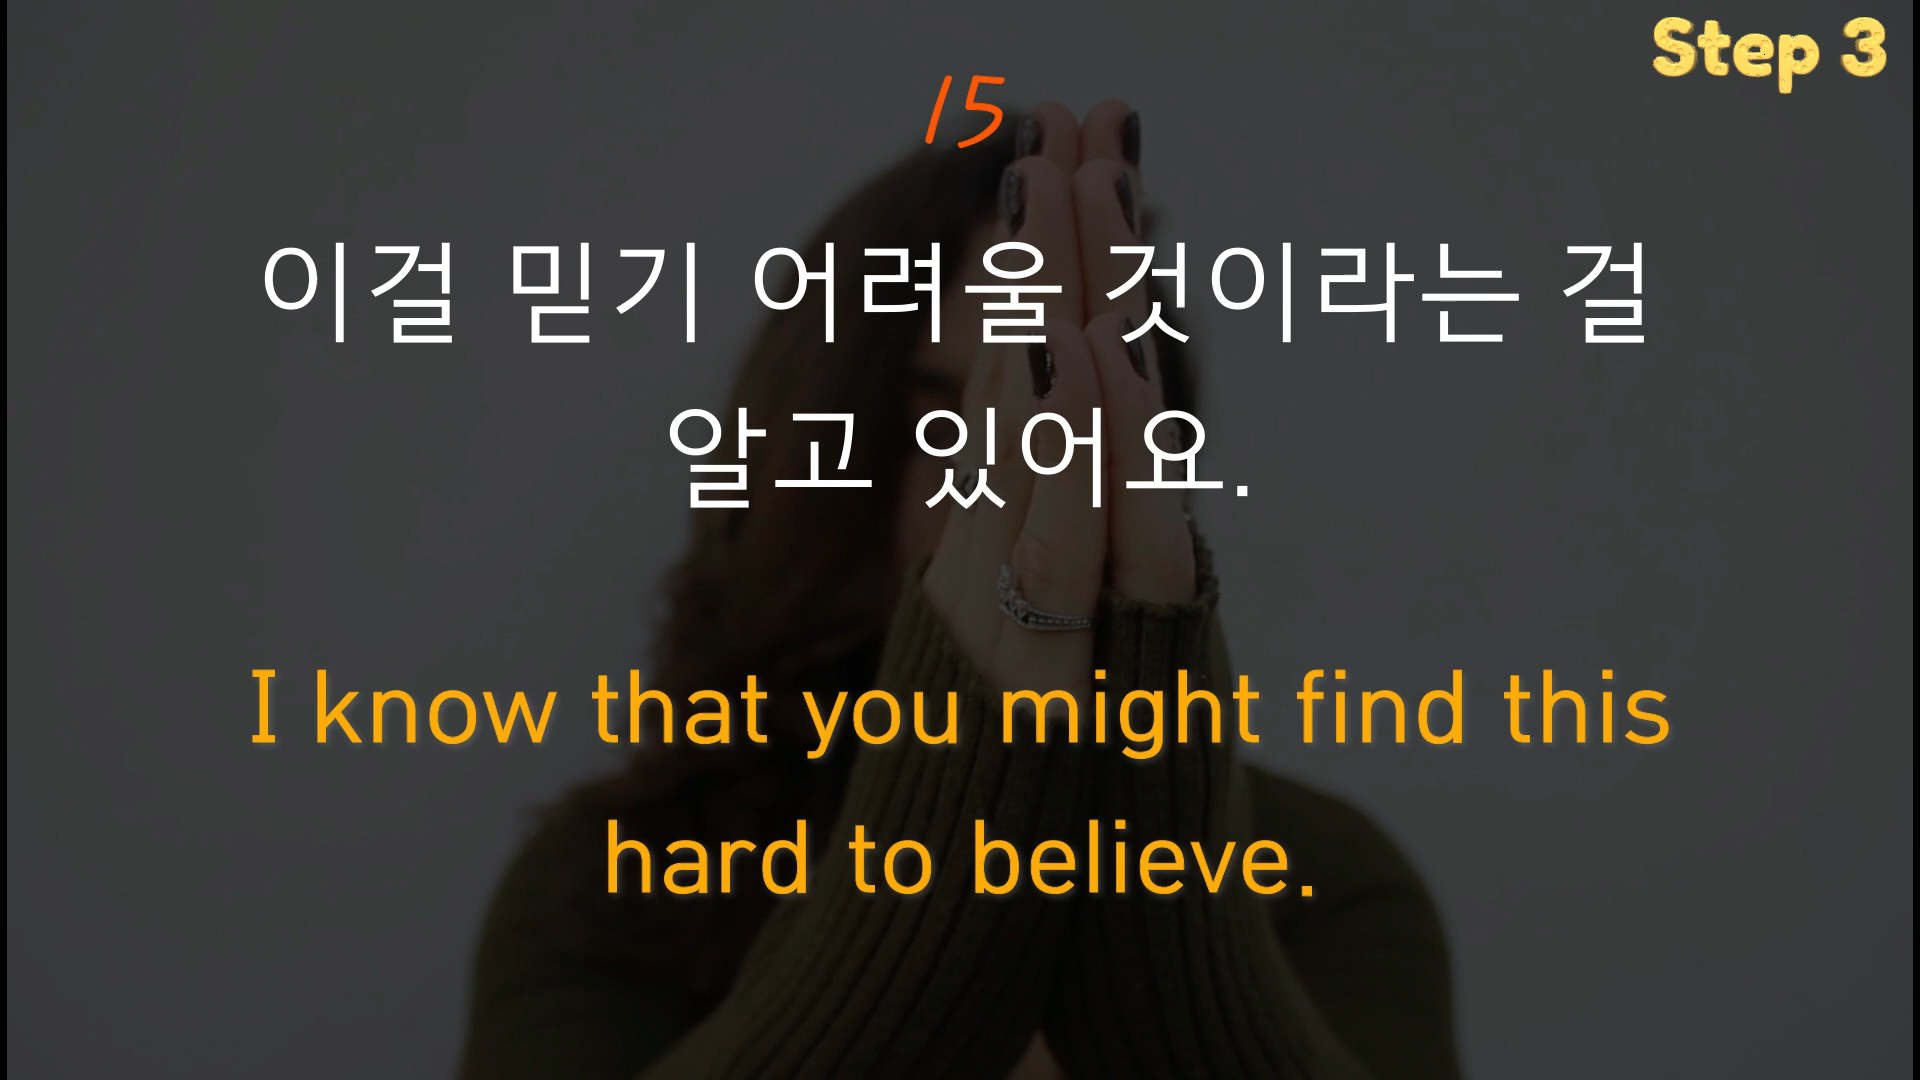 Step 3
15
이걸 믿기 어려울 것이라는 걸
알고 있어요.
I know that you might find this
hard to believe.